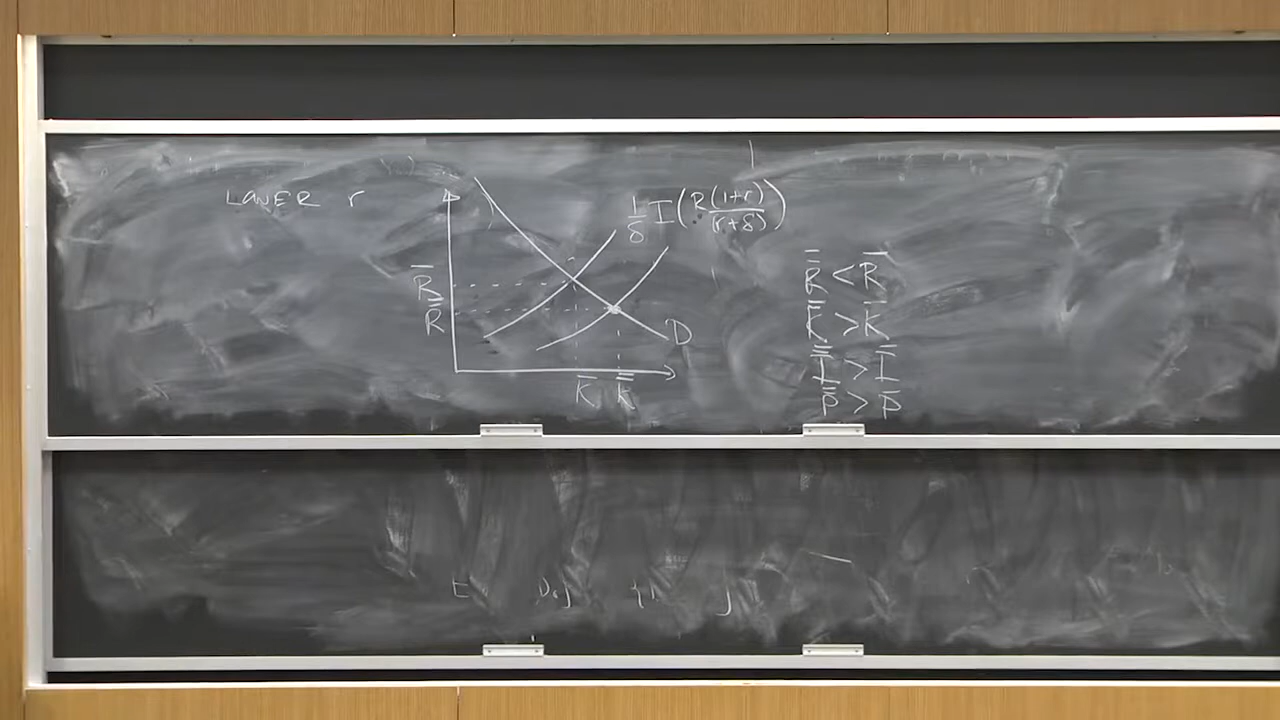 LOWER r
1/δ I(R(1+r)/(r+δ))
R̄
R̿
D
K̄
K̿
R̿ < R̄
K̿ > K̄
I̿ > Ī
P̿ > P̄